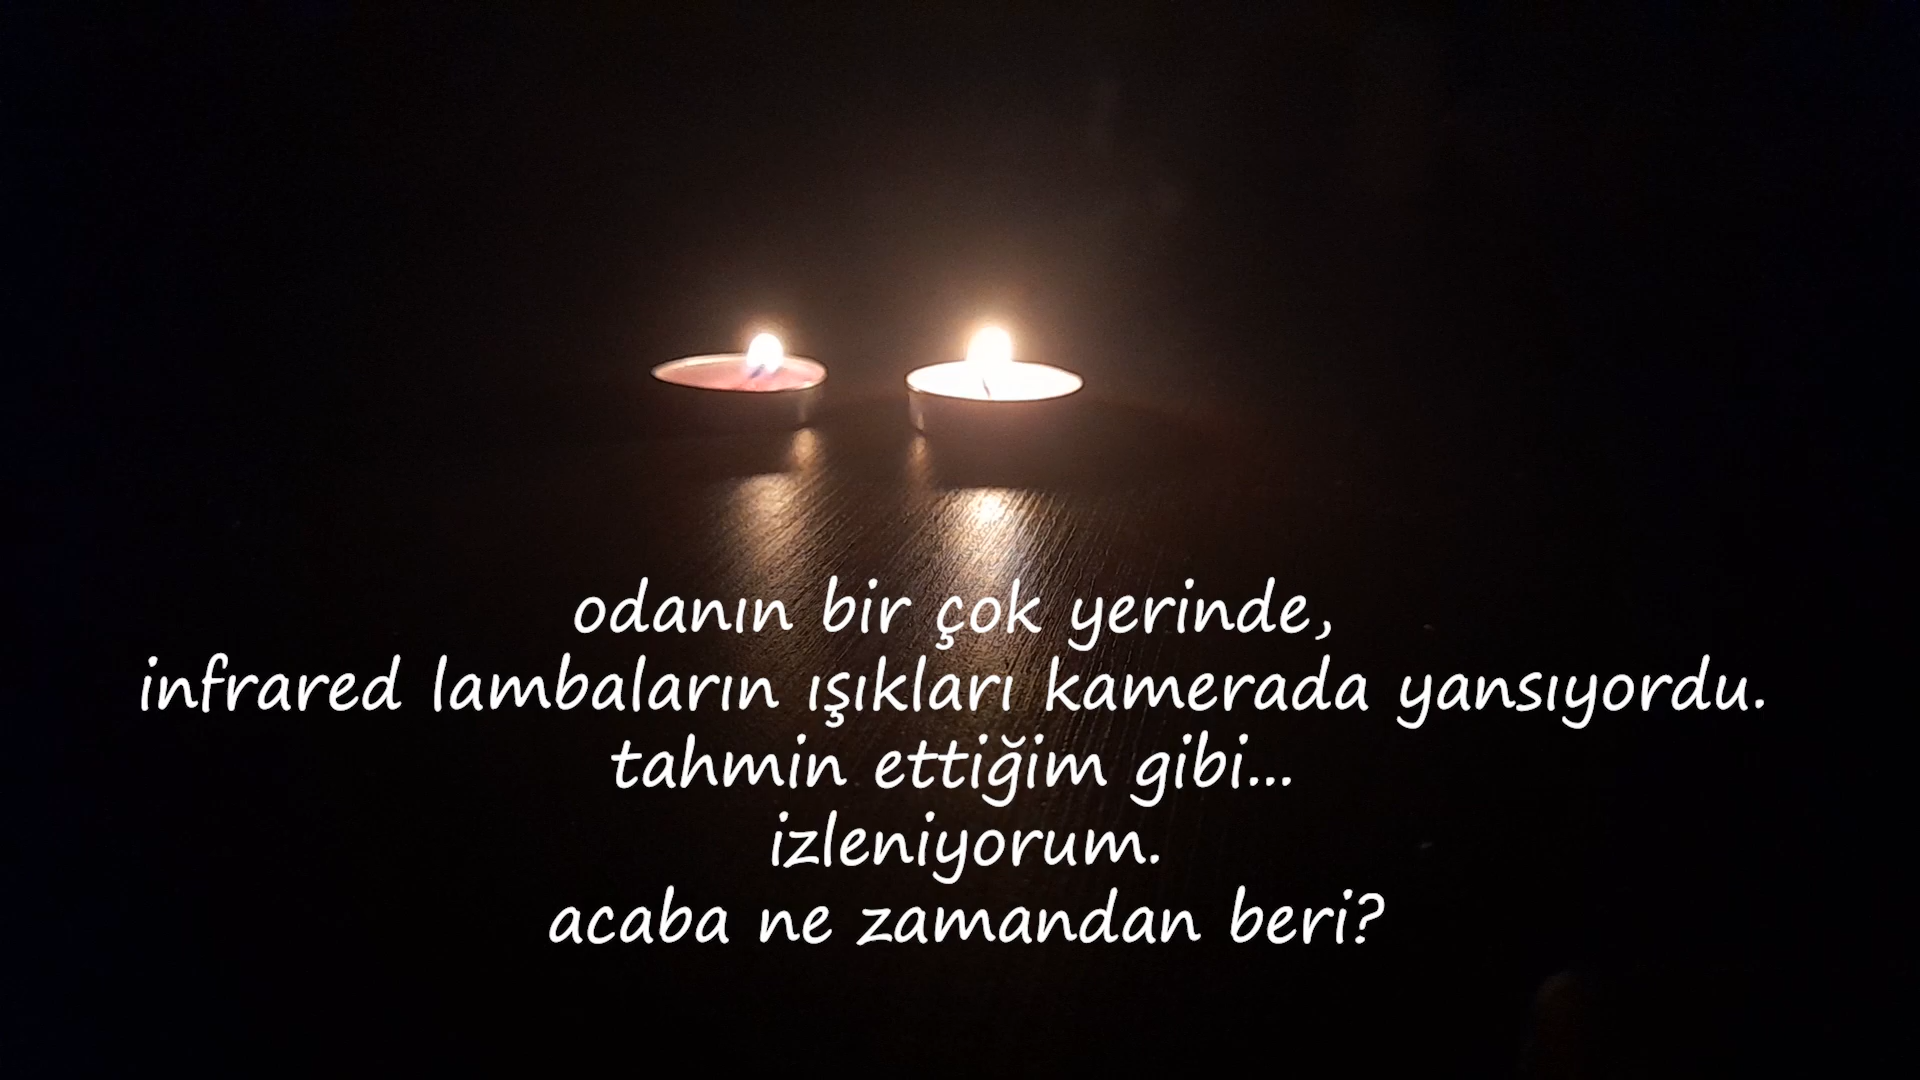 odanın bir çok yerinde,
infrared lambaların ışıkları kamerada yansıyordu.
tahmin ettiğim gibi...
izleniyorum.
acaba ne zamandan beri?